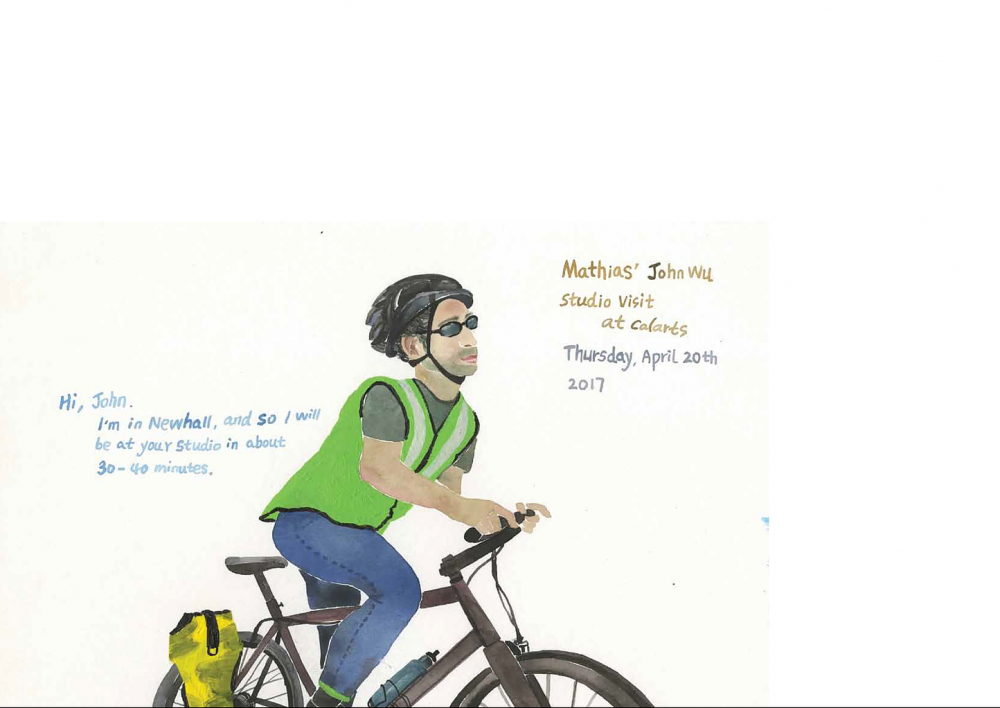 Mathias' John Wu
Studio Visit
at Calarts
Thursday, April 20th
2017
Hi, John.
I'm in Newhall, and so I will
be at your studio in about
30-40 minutes.